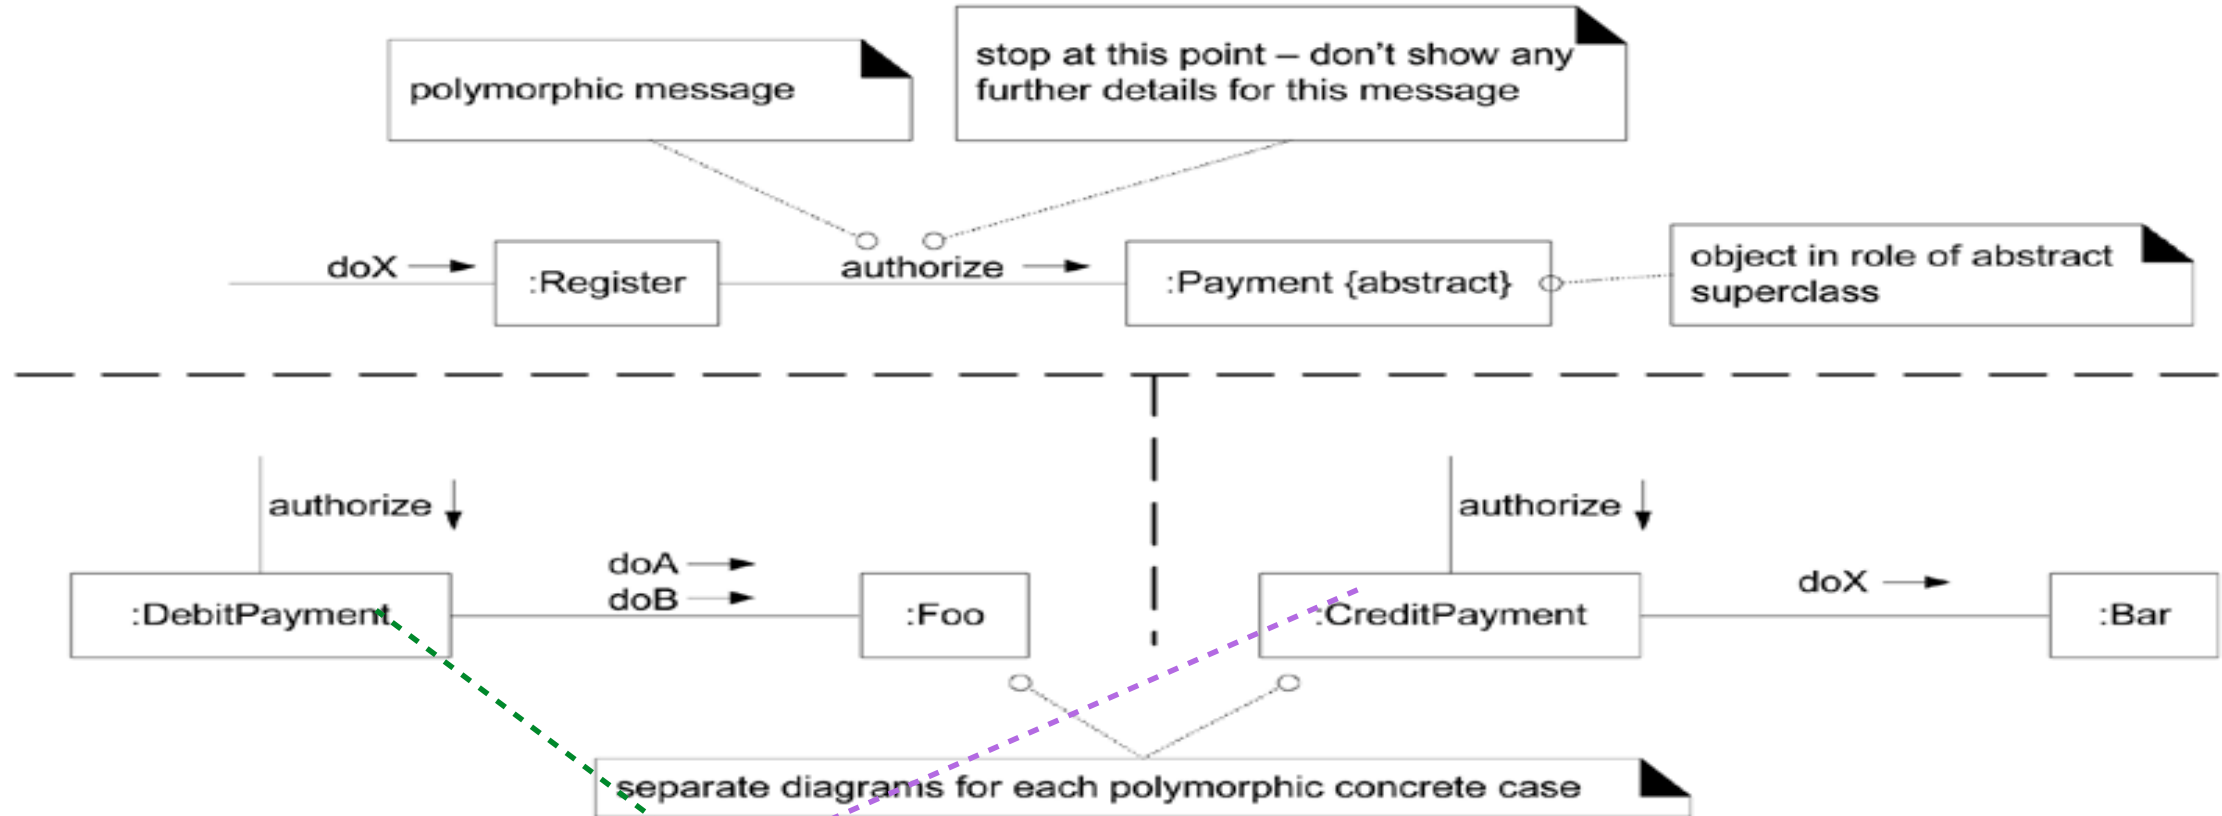 polymorphic message
stop at this point – don't show any
further details for this message
doX
:Register
authorize
:Payment {abstract}
object in role of abstract
superclass
authorize
doA
doB
:DebitPayment
:Foo
authorize
doX
:CreditPayment
:Bar
separate diagrams for each polymorphic concrete case